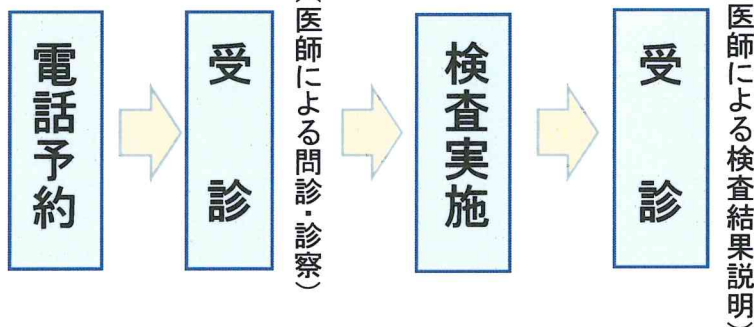 電話予約
受診
（医師による問診・診察）
検査実施
受診
医師による検査結果説明）